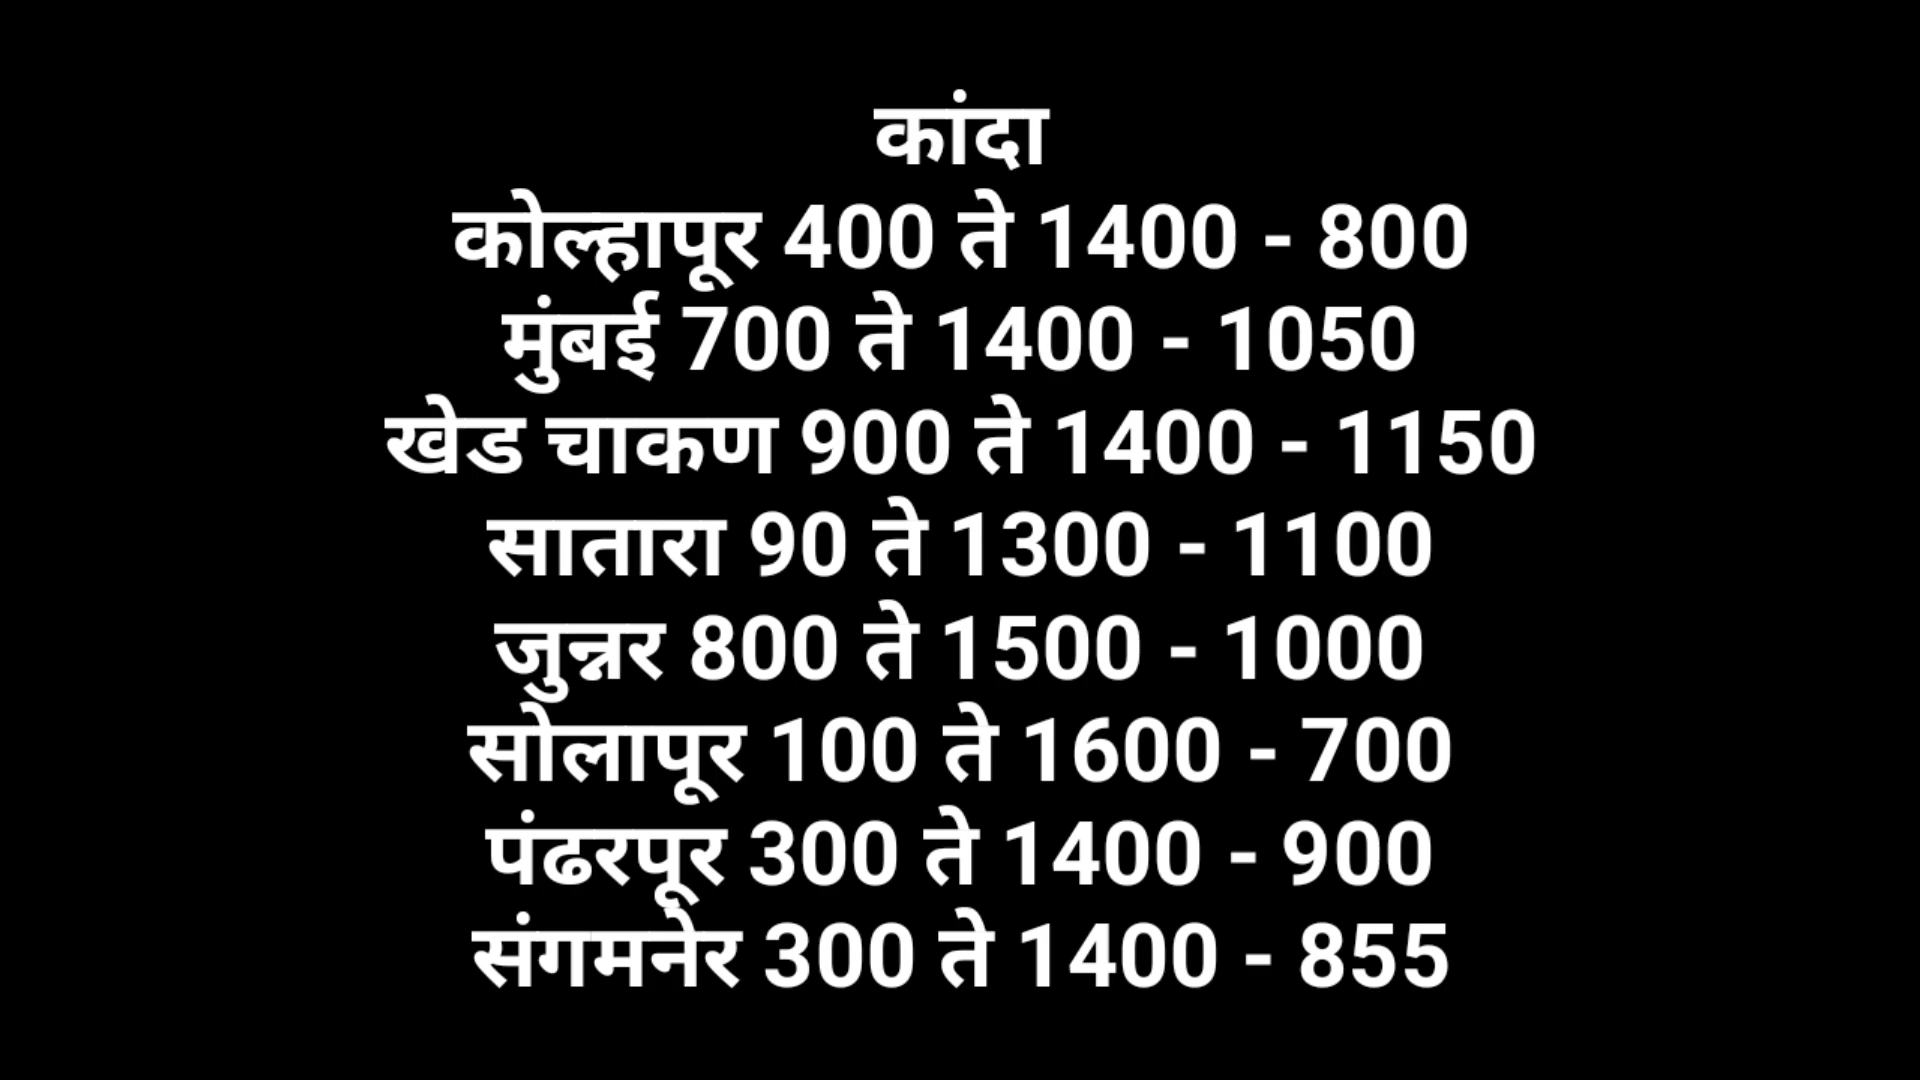 कांदा
कोल्हापूर 400 ते 1400 - 800
मुंबई 700 ते 1400 - 1050
खेड चाकण 900 ते 1400 - 1150
सातारा 90 ते 1300 - 1100
जुन्नर 800 ते 1500 - 1000
सोलापूर 100 ते 1600 - 700
पंढरपूर 300 ते 1400 - 900
संगमनेर 300 ते 1400 - 855